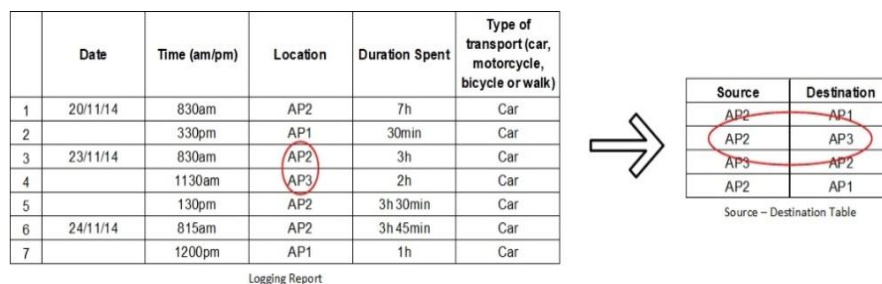 Date Time (am/pm) Location Duration Spent Type of transport (car, motorcycle, bicycle or walk)
1 20/11/14 830am AP2 7h Car
2 330pm AP1 30min Car
3 23/11/14 830am AP2 3h Car
4 1130am AP3 2h Car
5 130pm AP2 3h 30min Car
6 24/11/14 815am AP2 3h 45min Car
7 1200pm AP1 1h Car
Logging Report
Source Destination
AP2 AP1
AP2 AP3
AP3 AP2
AP2 AP1
Source – Destination Table